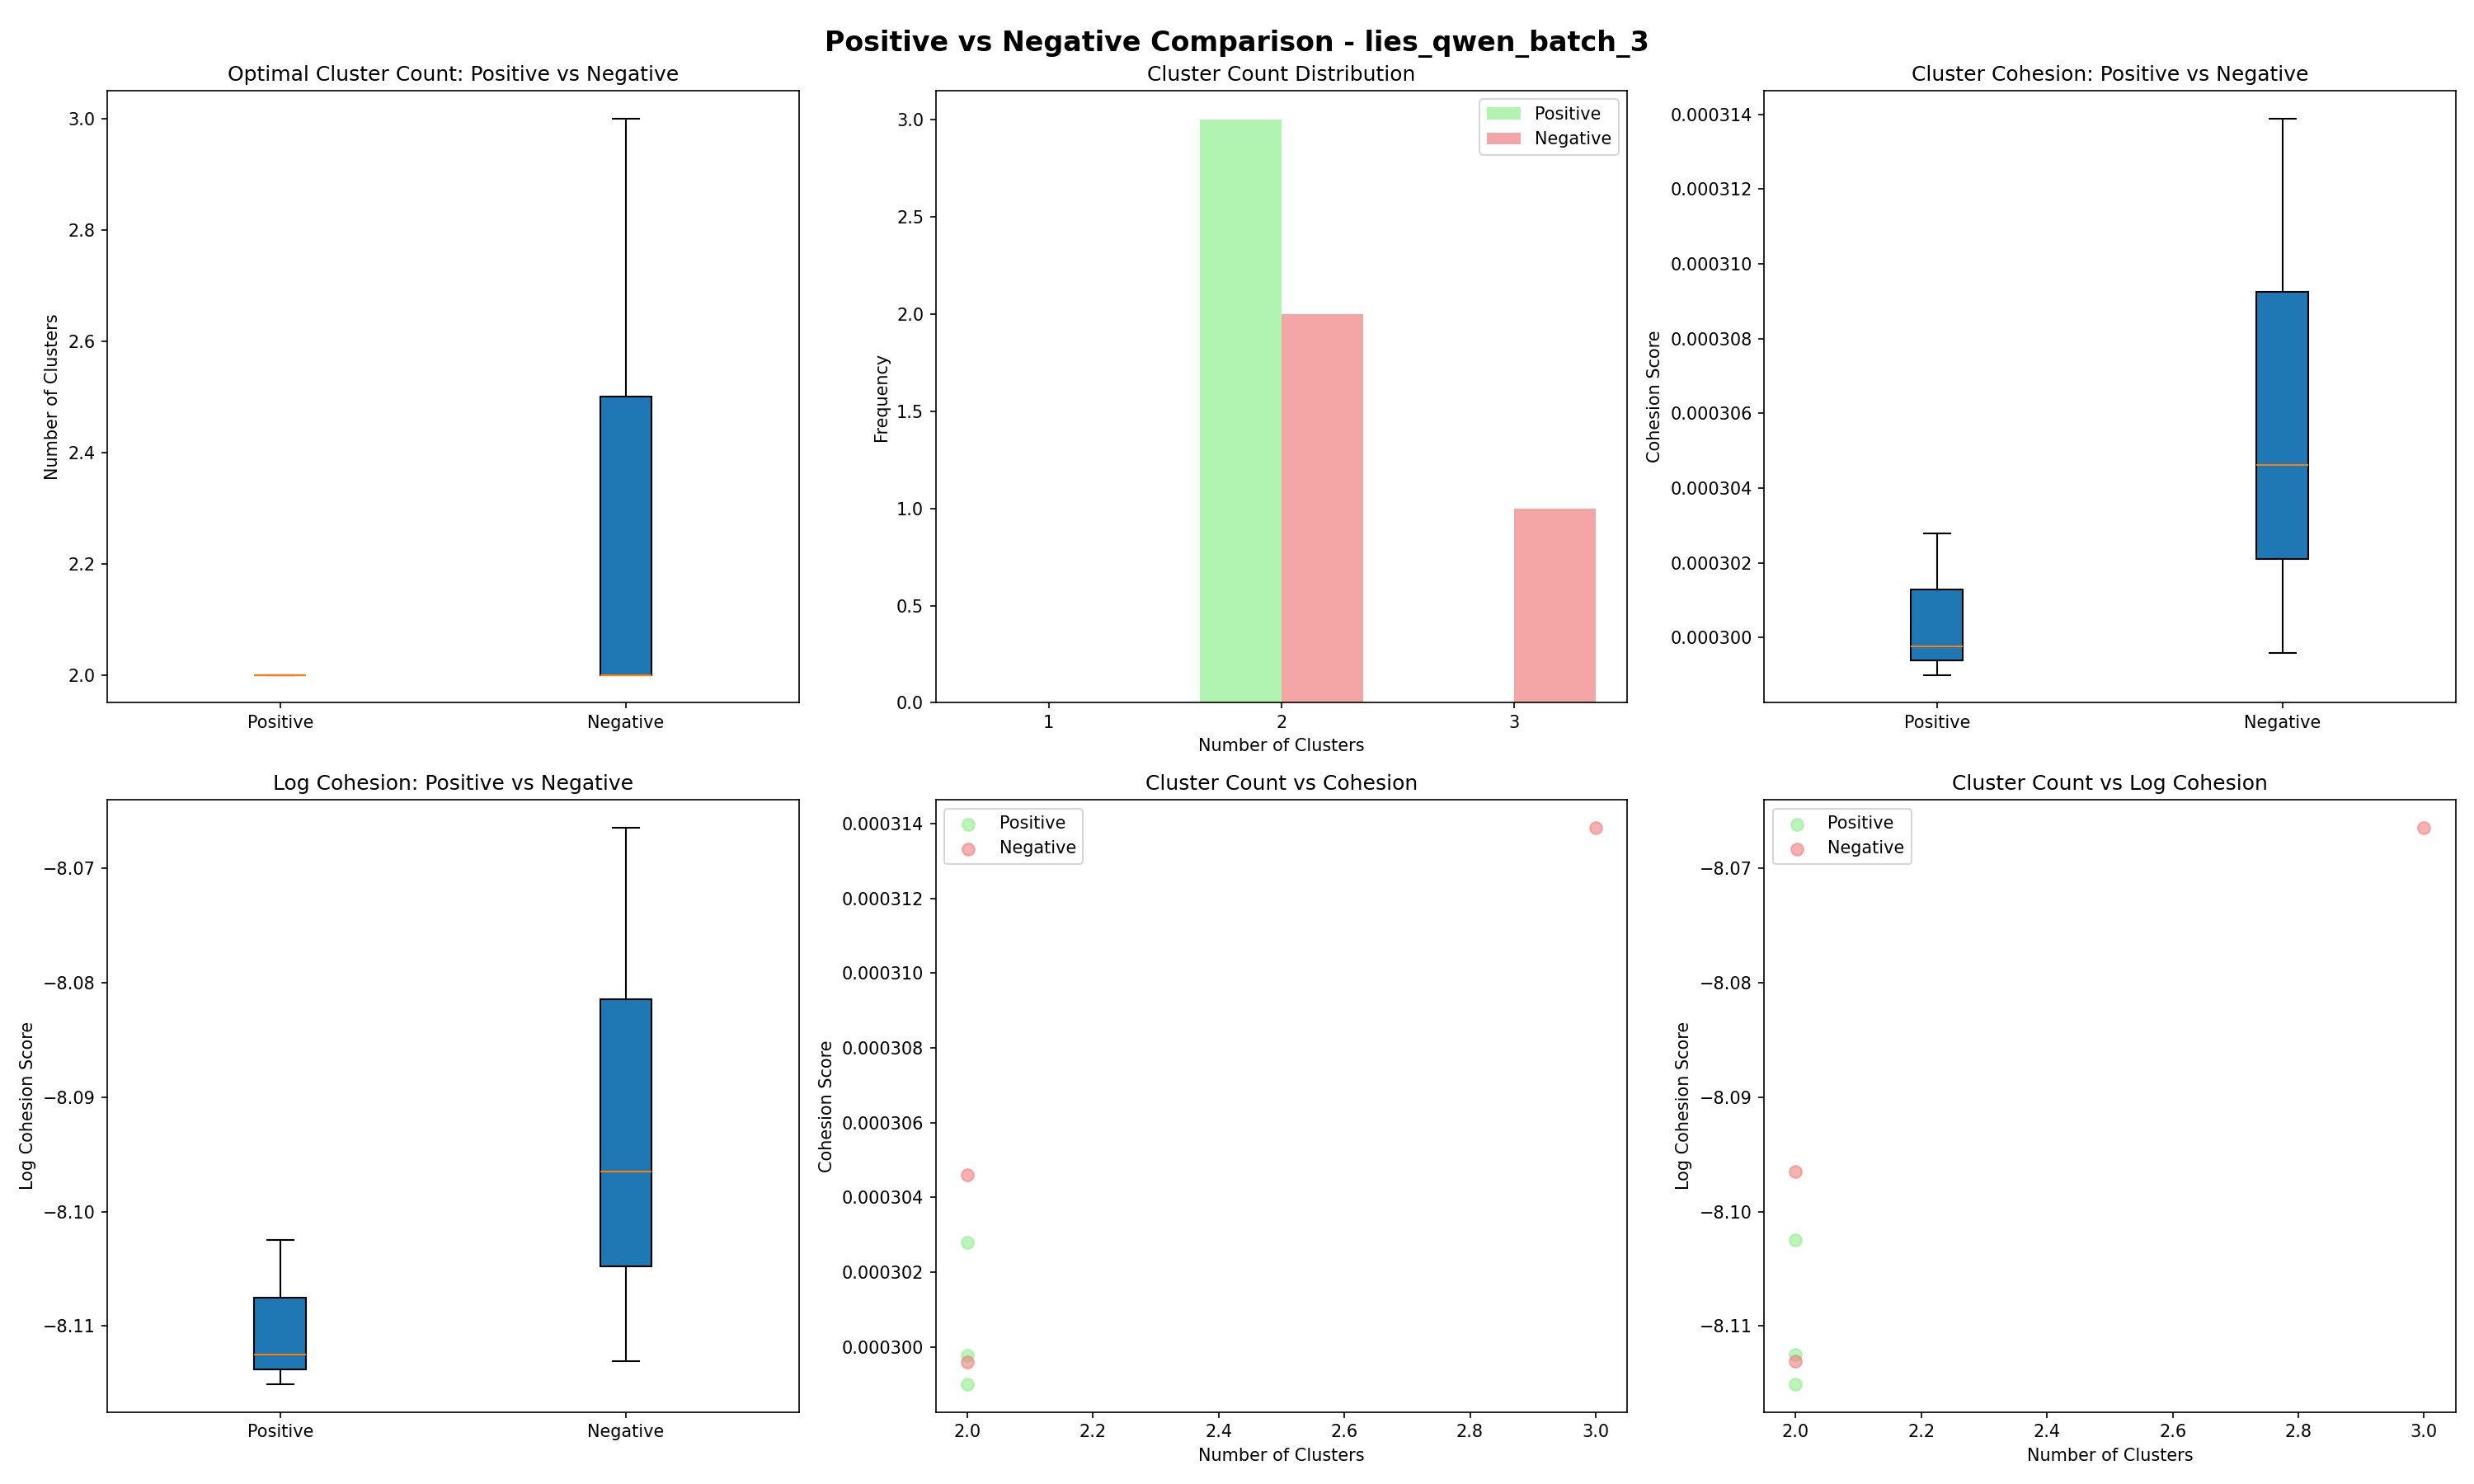 Positive vs Negative Comparison - lies_qwen_batch_3
Optimal Cluster Count: Positive vs Negative
3.0
2.8
2.6
2.4
2.2
2.0
Number of Clusters
Positive Negative
Cluster Count Distribution
Positive
Negative
3.0
2.5
2.0
1.5
1.0
0.5
0.0
Frequency
1 2 3
Number of Clusters
Cluster Cohesion: Positive vs Negative
0.000314
0.000312
0.000310
0.000308
0.000306
0.000304
0.000302
0.000300
Cohesion Score
Positive Negative
Log Cohesion: Positive vs Negative
−8.07
−8.08
−8.09
−8.10
−8.11
Log Cohesion Score
Positive Negative
Cluster Count vs Cohesion
Positive
Negative
0.000314
0.000312
0.000310
0.000308
0.000306
0.000304
0.000302
0.000300
Cohesion Score
2.0 2.2 2.4 2.6 2.8 3.0
Number of Clusters
Cluster Count vs Log Cohesion
Positive
Negative
−8.07
−8.08
−8.09
−8.10
−8.11
Log Cohesion Score
2.0 2.2 2.4 2.6 2.8 3.0
Number of Clusters